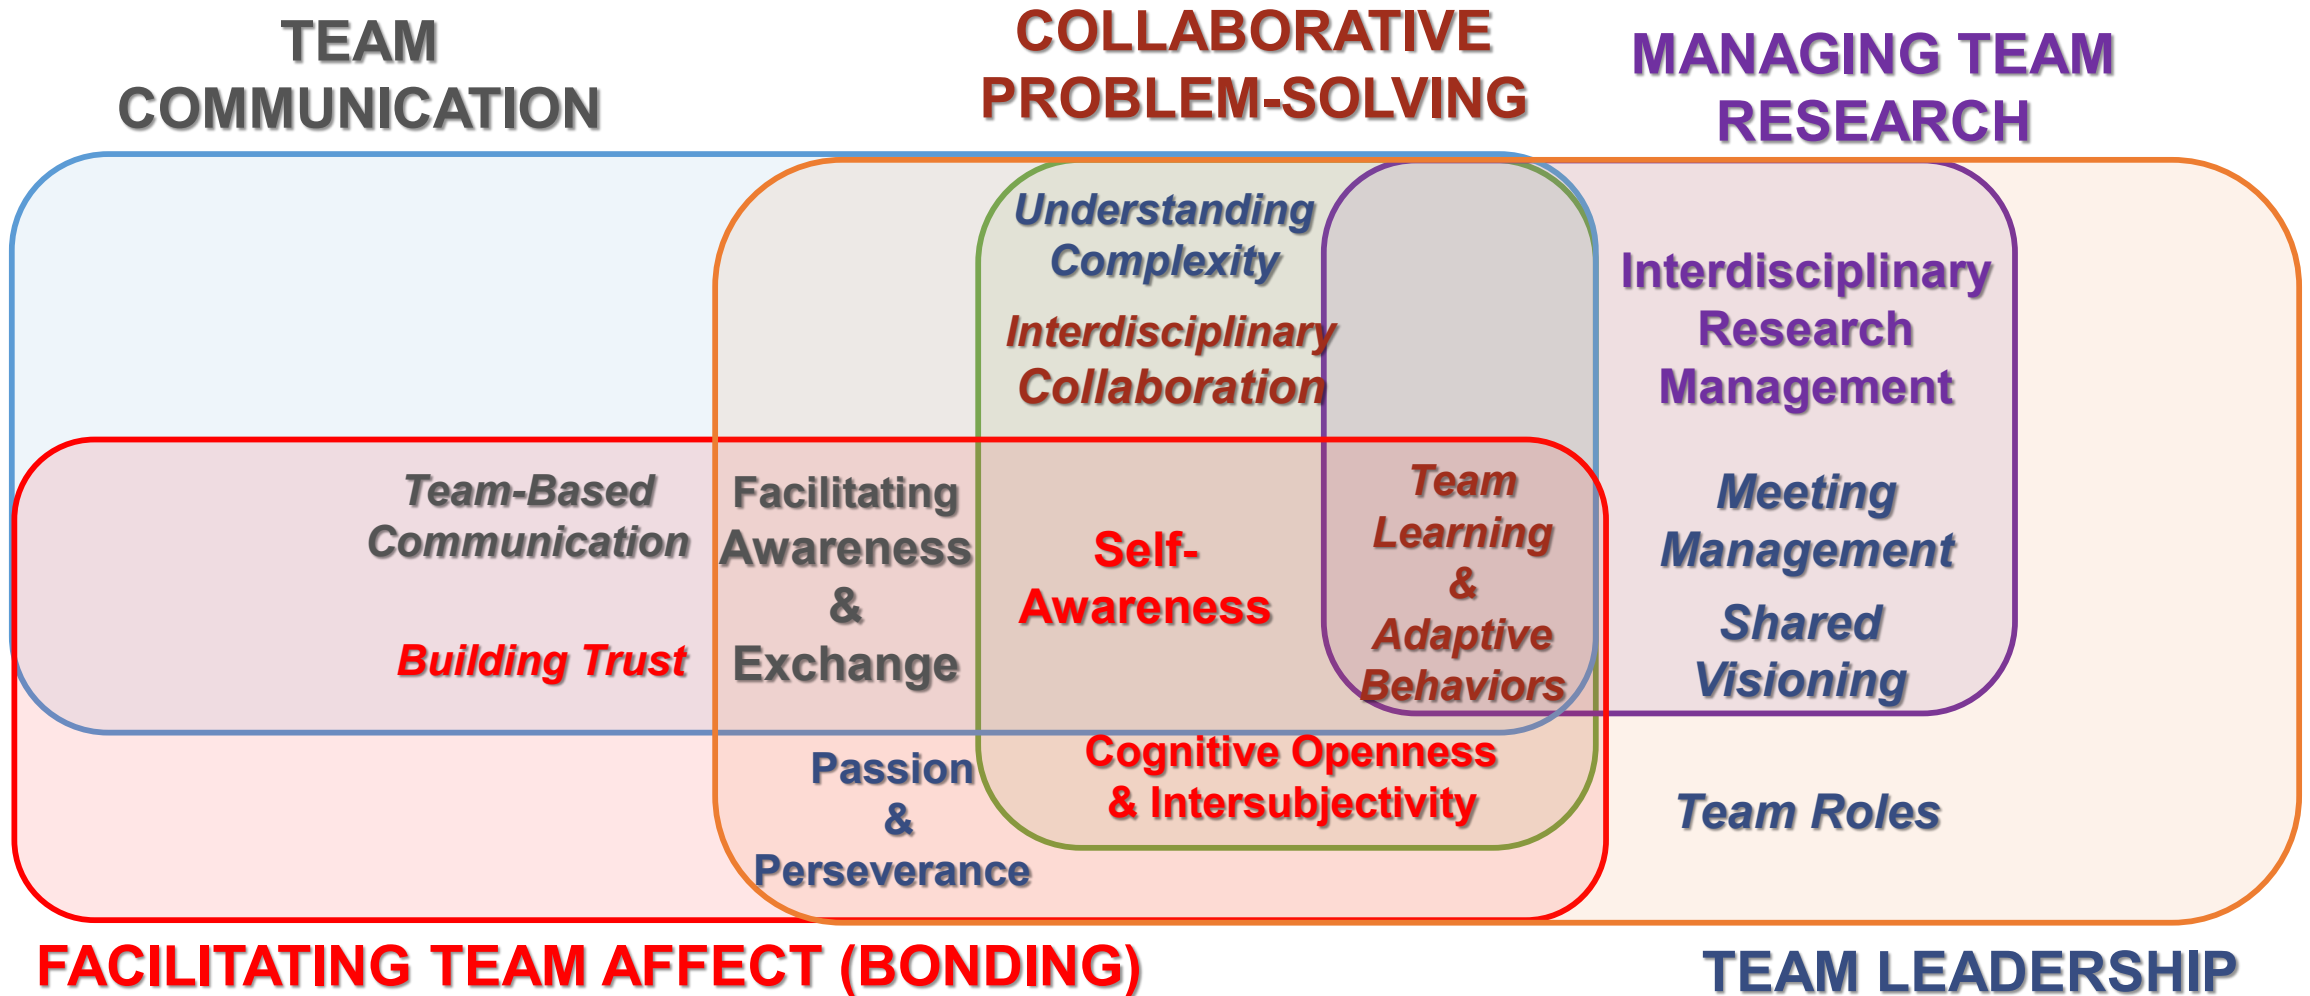 TEAM
COMMUNICATION
COLLABORATIVE
PROBLEM-SOLVING
MANAGING TEAM
RESEARCH
Understanding
Complexity
Interdisciplinary
Collaboration
Interdisciplinary
Research
Management
Team-Based
Communication
Building Trust
Facilitating
Awareness
&
Exchange
Self-
Awareness
Team
Learning
&
Adaptive
Behaviors
Meeting
Management
Shared
Visioning
Passion
&
Perseverance
Cognitive Openness
& Intersubjectivity
Team Roles
FACILITATING TEAM AFFECT (BONDING)
TEAM LEADERSHIP